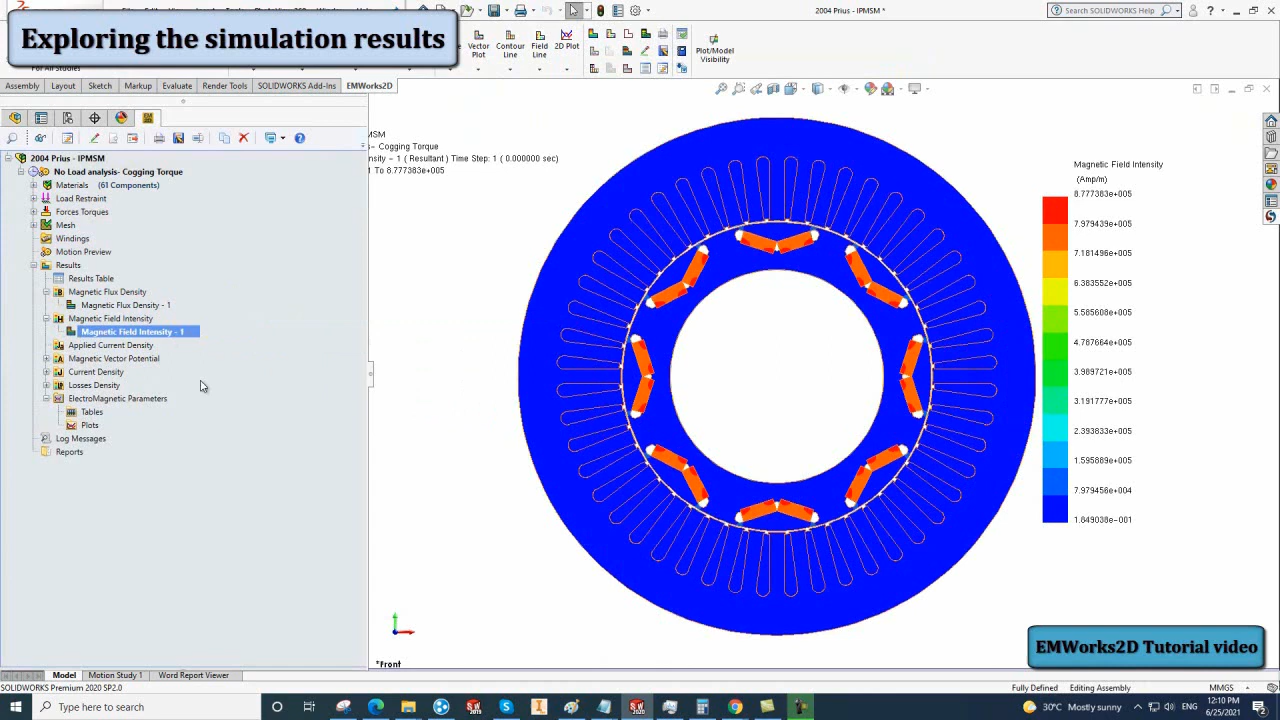 2004 Prius - IPMSM *
Search SOLIDWORKS Help
Exploring the simulation results
Vector Plot
Contour Line
Field Line
2D Plot
Plot/Model Visibility
Assembly Layout Sketch Markup Evaluate Render Tools SOLIDWORKS Add-Ins EMWorks2D
2004 Prius - IPMSM
No Load analysis- Cogging Torque
Materials (61 Components)
Load Restraint
Forces Torques
Mesh
Windings
Motion Preview
Results
Results Table
Magnetic Flux Density
Magnetic Flux Density - 1
Magnetic Field Intensity
Magnetic Field Intensity - 1
Applied Current Density
Magnetic Vector Potential
Current Density
Losses Density
ElectroMagnetic Parameters
Tables
Plots
Log Messages
Reports
MSM
- Cogging Torque
nsity - 1 ( Resultant ) Time Step: 1 ( 0.000000 sec)
1 To 8.777383e+005
Magnetic Field Intensity
(Amp/m)
8.777383e+005
7.979439e+005
7.181496e+005
6.383552e+005
5.585608e+005
4.787664e+005
3.989721e+005
3.191777e+005
2.393833e+005
1.595889e+005
7.979456e+004
1.649038e-001
*Front
EMWorks2D Tutorial video
Model Motion Study 1 Word Report Viewer
SOLIDWORKS Premium 2020 SP2.0
Fully Defined Editing Assembly MMGS
Type here to search
30°C Mostly sunny
ENG
12:10 PM
6/25/2021